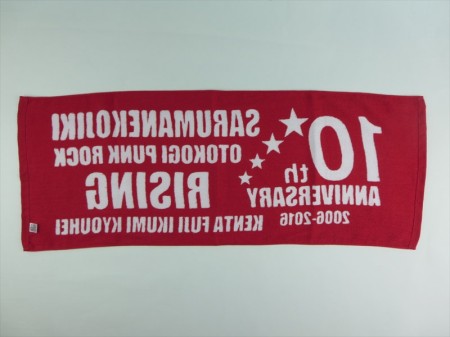 10th
ANNIVERSARY
2006-2016
SARUMANEKOJIKI
OTOKOGI PUNK ROCK
RISING
KENTA FUJI IKUMI KYOUHEI